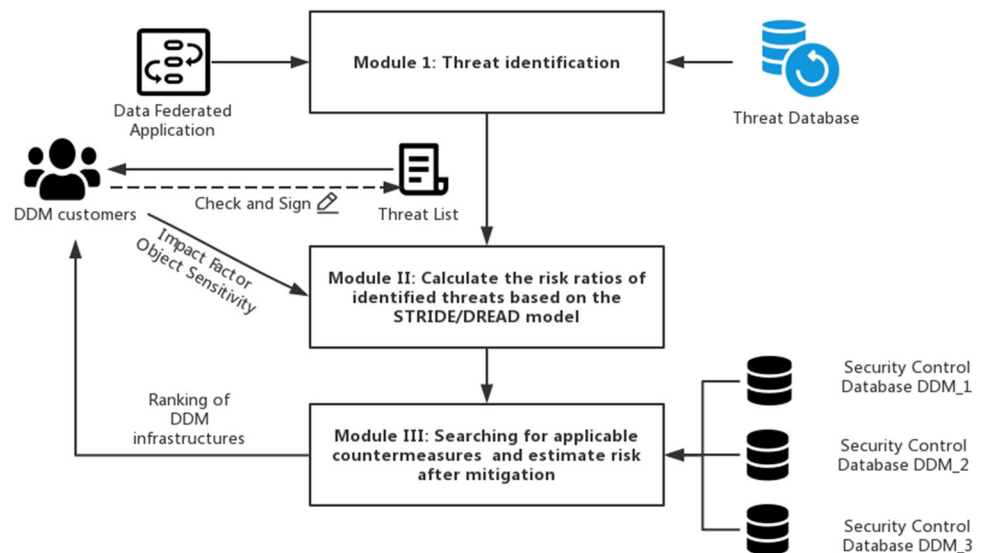 Module 1: Threat identification
Data Federated
Application
Threat Database
Check and Sign
DDM customers
Threat List
Impact Factor
Object Sensitivity
Module II: Calculate the risk ratios of
identified threats based on the
STRIDE/DREAD model
Security Control
Database DDM_1
Ranking of
DDM
infrastructures
Module III: Searching for applicable
countermeasures and estimate risk
after mitigation
Security Control
Database DDM_2
Security Control
Database DDM_3